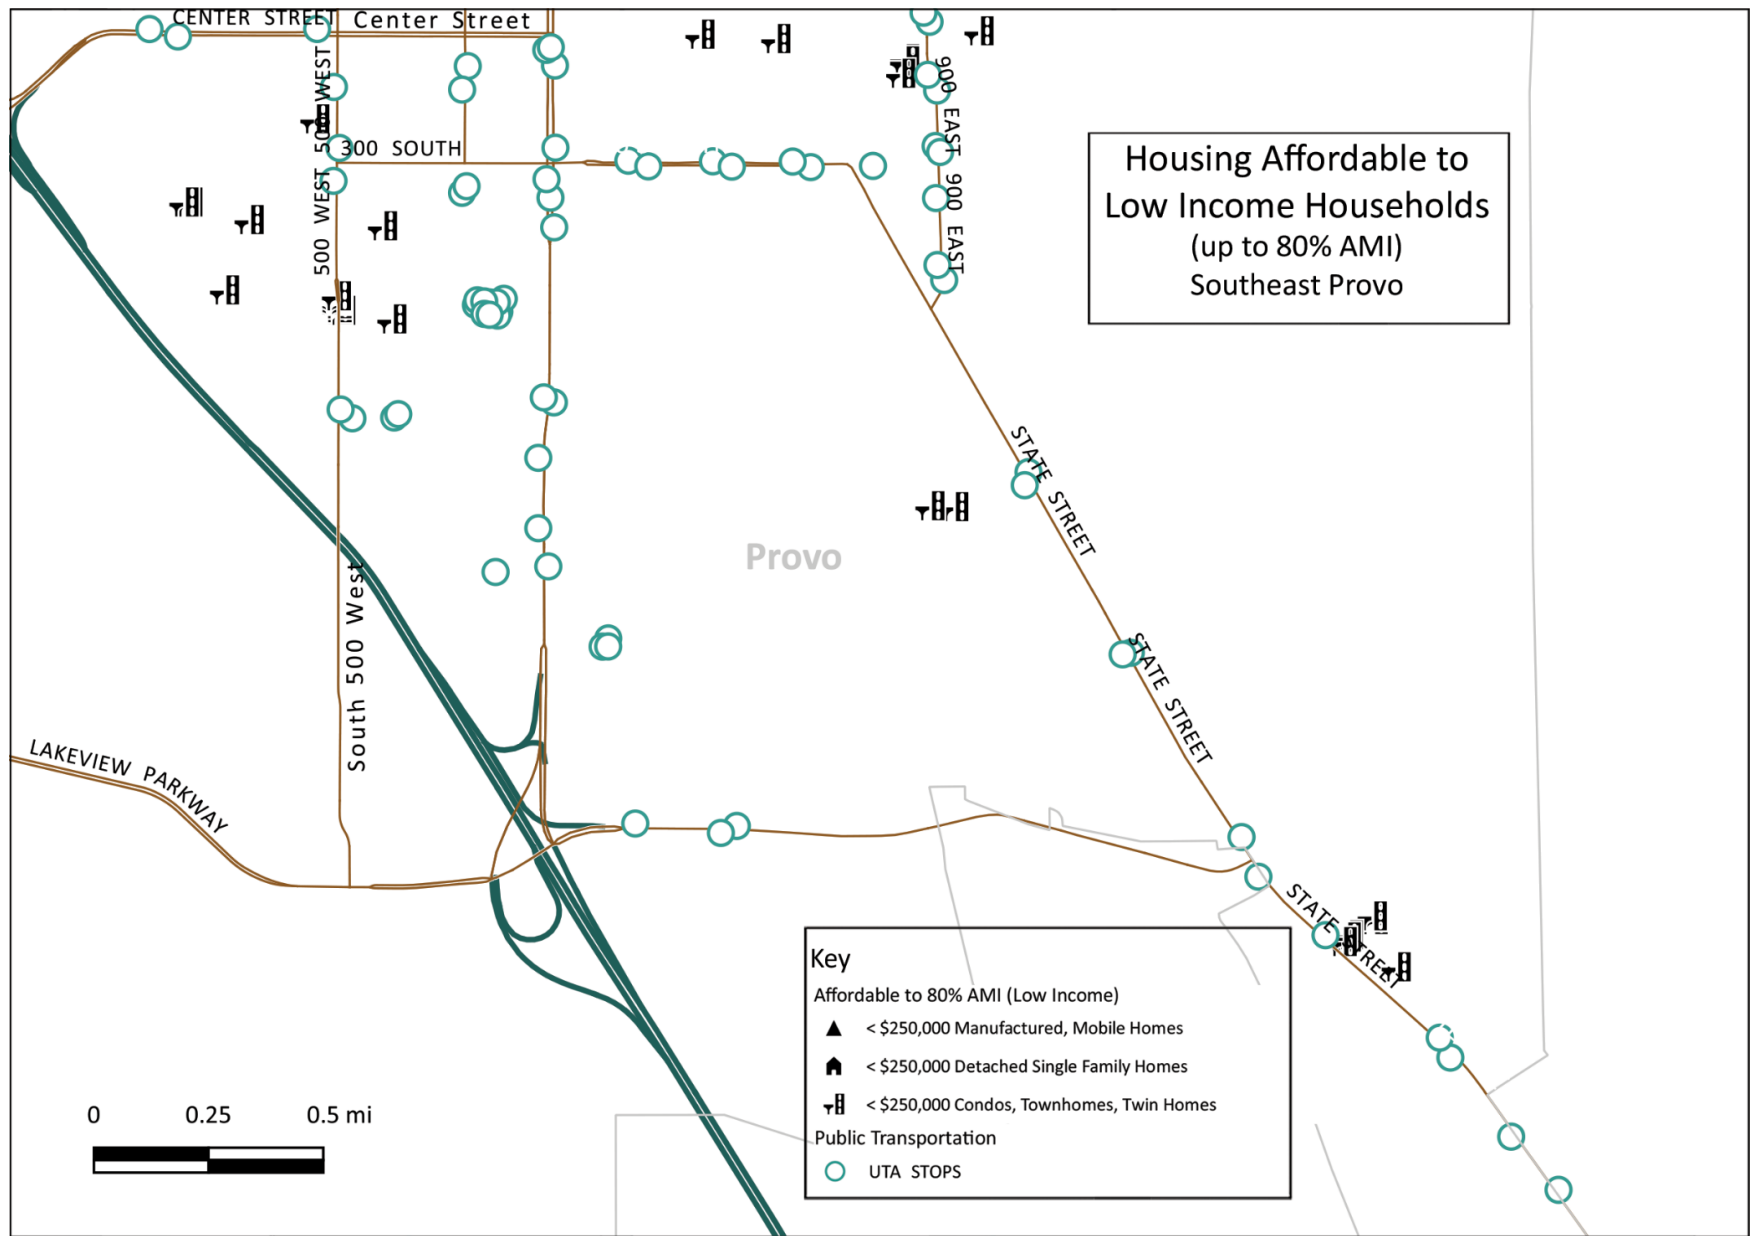 CENTER STREET
Center Street
500 WEST
500 WEST
300 SOUTH
900 EAST
900 EAST
Housing Affordable to
Low Income Households
(up to 80% AMI)
Southeast Provo
STATE STREET
Provo
South 500 West
STATE STREET
LAKEVIEW PARKWAY
STATE STREET
Key
Affordable to 80% AMI (Low Income)
< $250,000 Manufactured, Mobile Homes
< $250,000 Detached Single Family Homes
< $250,000 Condos, Townhomes, Twin Homes
Public Transportation
UTA STOPS
0 0.25 0.5 mi